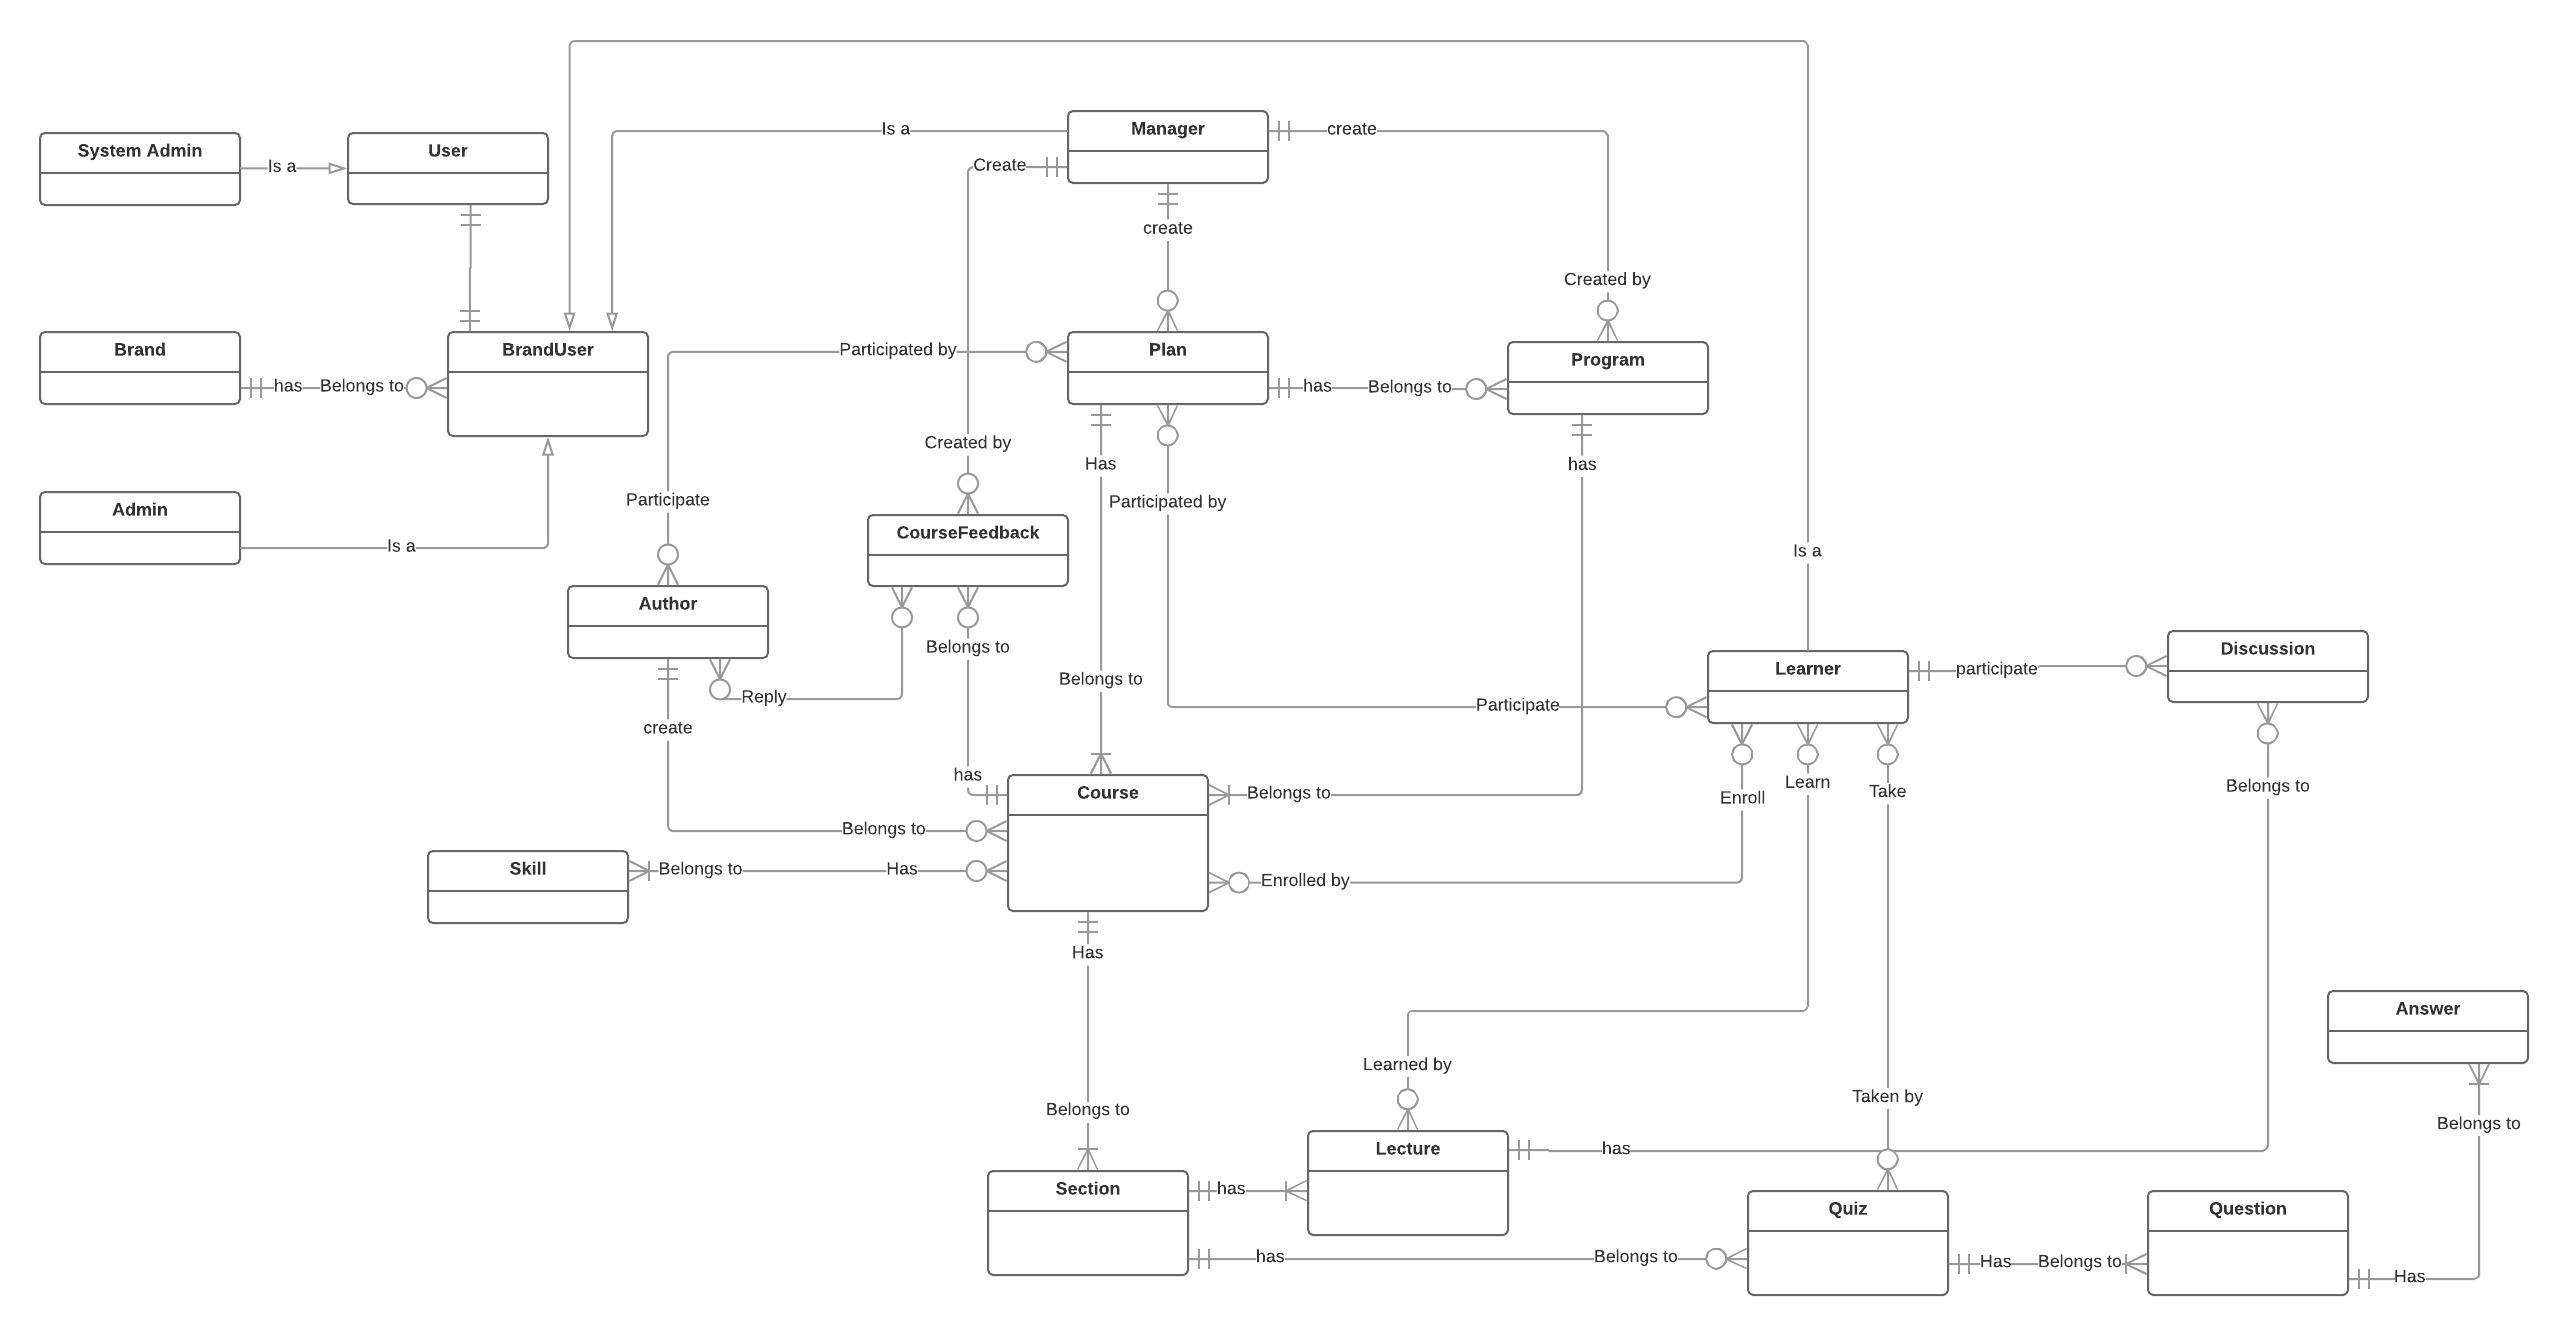 Manager
create
Is a
System Admin
User
Is a
Create
create
Created by
Brand
BrandUser
Participated by
Plan
Program
has
Belongs to
has
Belongs to
Created by
Has
has
Participate
Participated by
Admin
CourseFeedback
Is a
Is a
Author
Belongs to
Discussion
Learner
participate
Belongs to
Reply
Participate
create
has
Course
Belongs to
Learn
Belongs to
Take
Enroll
Belongs to
Skill
Belongs to
Has
Enrolled by
Has
Answer
Learned by
Taken by
Belongs to
Belongs to
Lecture
has
Section
has
Quiz
Question
has
Belongs to
Has
Belongs to
Has